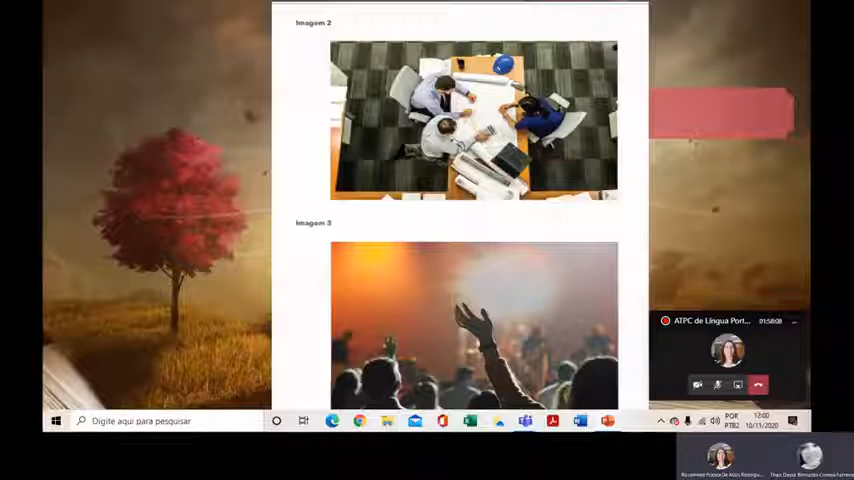 Imagem 2
Imagem 3
ATPC de Língua Port... 01:58:08
Digite aqui para pesquisar
POR
PTB2
12:00
10/11/2020